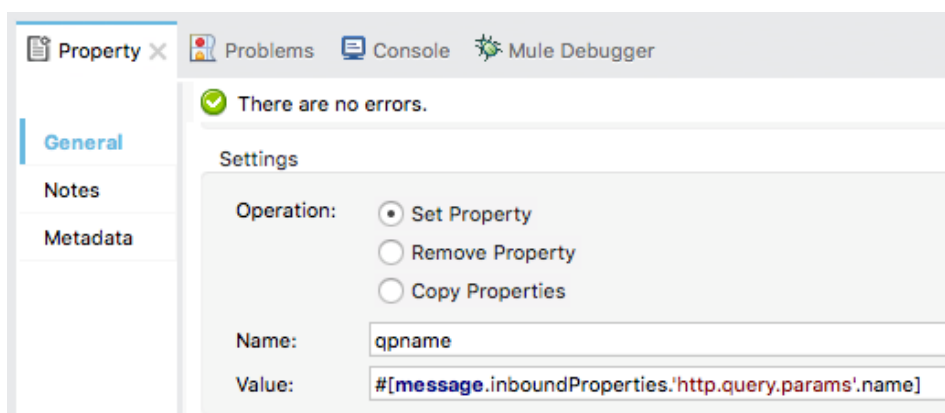 Property Problems Console Mule Debugger
There are no errors.
General
Notes
Metadata
Settings
Operation: Set Property
Remove Property
Copy Properties
Name: qpname
Value: #[message.inboundProperties.'http.query.params'.name]